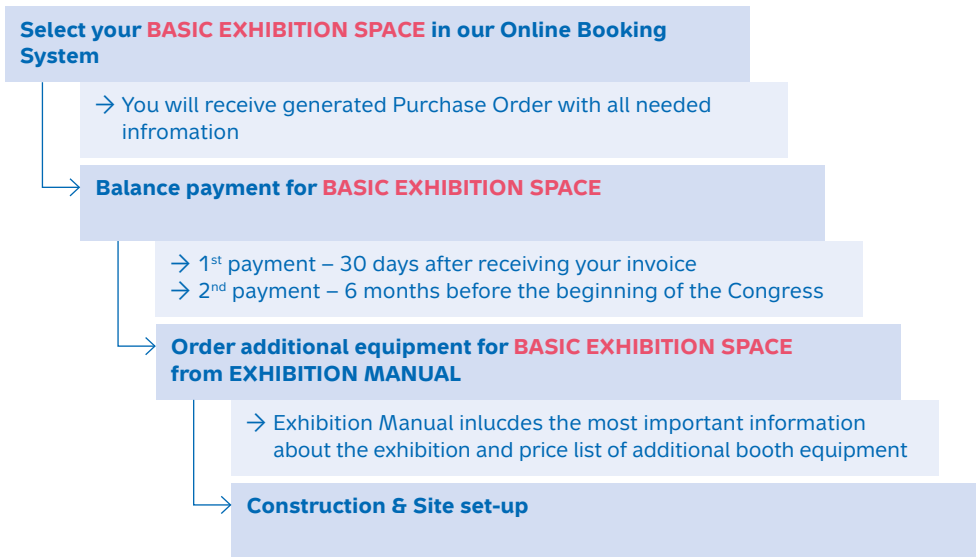 Select your BASIC EXHIBITION SPACE in our Online Booking
System
→ You will receive generated Purchase Order with all needed
infromation
Balance payment for BASIC EXHIBITION SPACE
→ 1st payment – 30 days after receiving your invoice
→ 2nd payment – 6 months before the beginning of the Congress
Order additional equipment for BASIC EXHIBITION SPACE
from EXHIBITION MANUAL
→ Exhibition Manual inlucdes the most important information
about the exhibition and price list of additional booth equipment
Construction & Site set-up